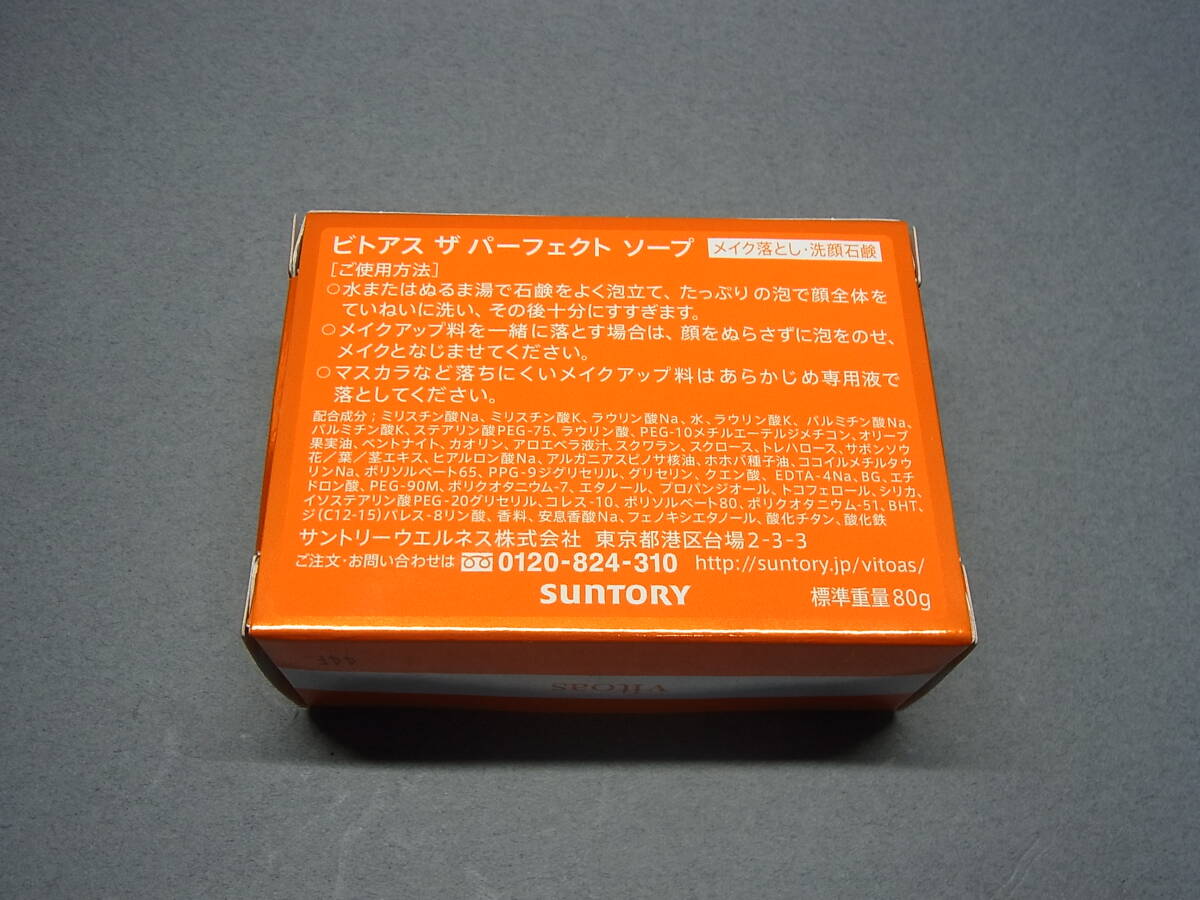 ビトアス ザ パーフェクト ソープ メイク落とし・洗顔石鹸
[ご使用方法]
○水またはぬるま湯で石鹸をよく泡立て、たっぷりの泡で顔全体を
ていねいに洗い、その後十分にすすぎます。
○メイクアップ料を一緒に落とす場合は、顔をぬらさずに泡をのせ、
メイクとなじませてください。
○マスカラなど落ちにくいメイクアップ料はあらかじめ専用液で
落としてください。
配合成分；ミリスチン酸Na、ミリスチン酸K、ラウリン酸Na、水、ラウリン酸K、パルミチン酸Na、
パルミチン酸K、ステアリン酸PEG-75、ラウリン酸、PEG-10メチルエーテルジメチコン、オリーブ
果実油、ベントナイト、カオリン、アロエベラ液汁、スクワラン、スクロース、トレハロース、サボンソウ
花／葉／茎エキス、ヒアルロン酸Na、アルガニアスピノサ核油、ホホバ種子油、ココイルメチルタウ
リンNa、ポリソルベート65、PPG-9ジグリセリル、グリセリン、クエン酸、EDTA-4Na、BG、エチ
ドロン酸、PEG-90M、ポリクオタニウム-7、エタノール、プロパンジオール、トコフェロール、シリカ、
イソステアリン酸PEG-20グリセリル、コレス-10、ポリソルベート80、ポリクオタニウム-51、BHT、
ジ(C12-15)パレス-8リン酸、香料、安息香酸Na、フェノキシエタノール、酸化チタン、酸化鉄
サントリーウエルネス株式会社 東京都港区台場2-3-3
ご注文・お問い合わせは 0120-824-310 http://suntory.jp/vitoas/
SUNTORY 標準重量80g
44F
vitoas